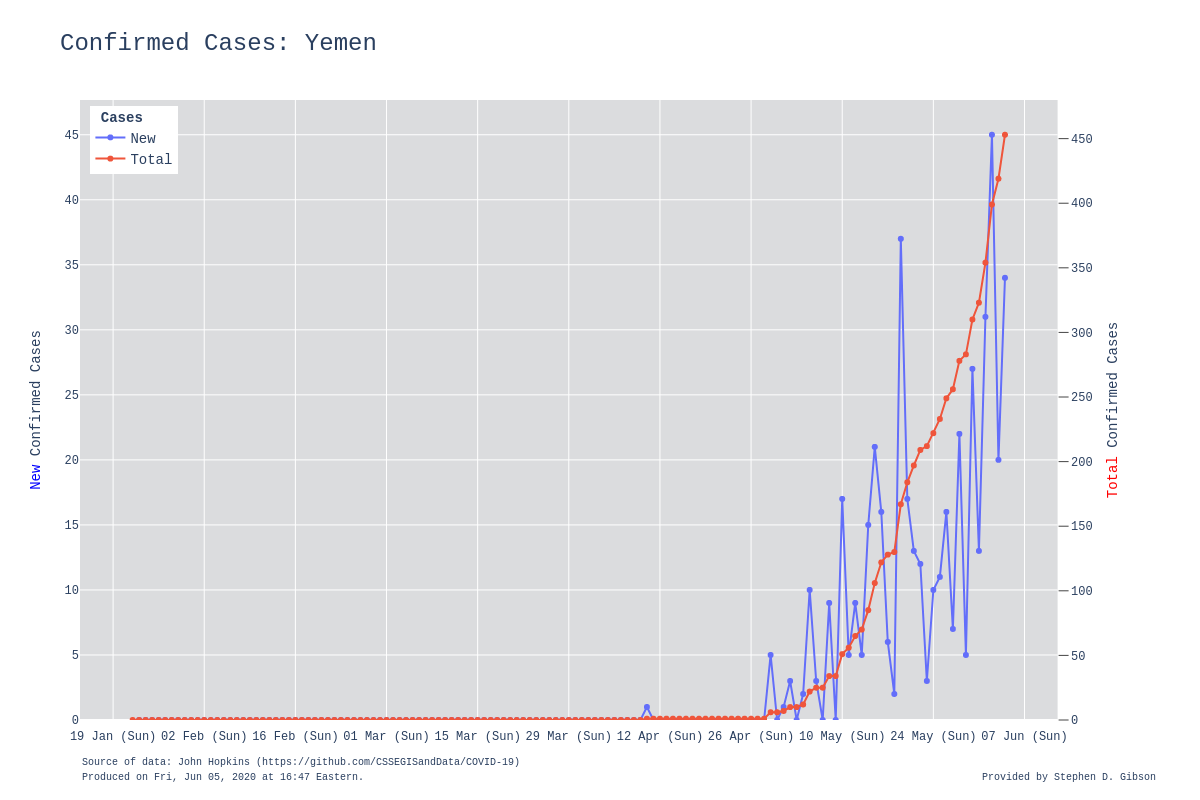 Confirmed Cases: Yemen
Cases
New
Total
45
40
35
30
25
20
15
10
5
0
New Confirmed Cases
450
400
350
300
250
200
150
100
50
0
Total Confirmed Cases
19 Jan (Sun) 02 Feb (Sun) 16 Feb (Sun) 01 Mar (Sun) 15 Mar (Sun) 29 Mar (Sun) 12 Apr (Sun) 26 Apr (Sun) 10 May (Sun) 24 May (Sun) 07 Jun (Sun)
Source of data: John Hopkins (https://github.com/CSSEGISandData/COVID-19)
Produced on Fri, Jun 05, 2020 at 16:47 Eastern.
Provided by Stephen D. Gibson